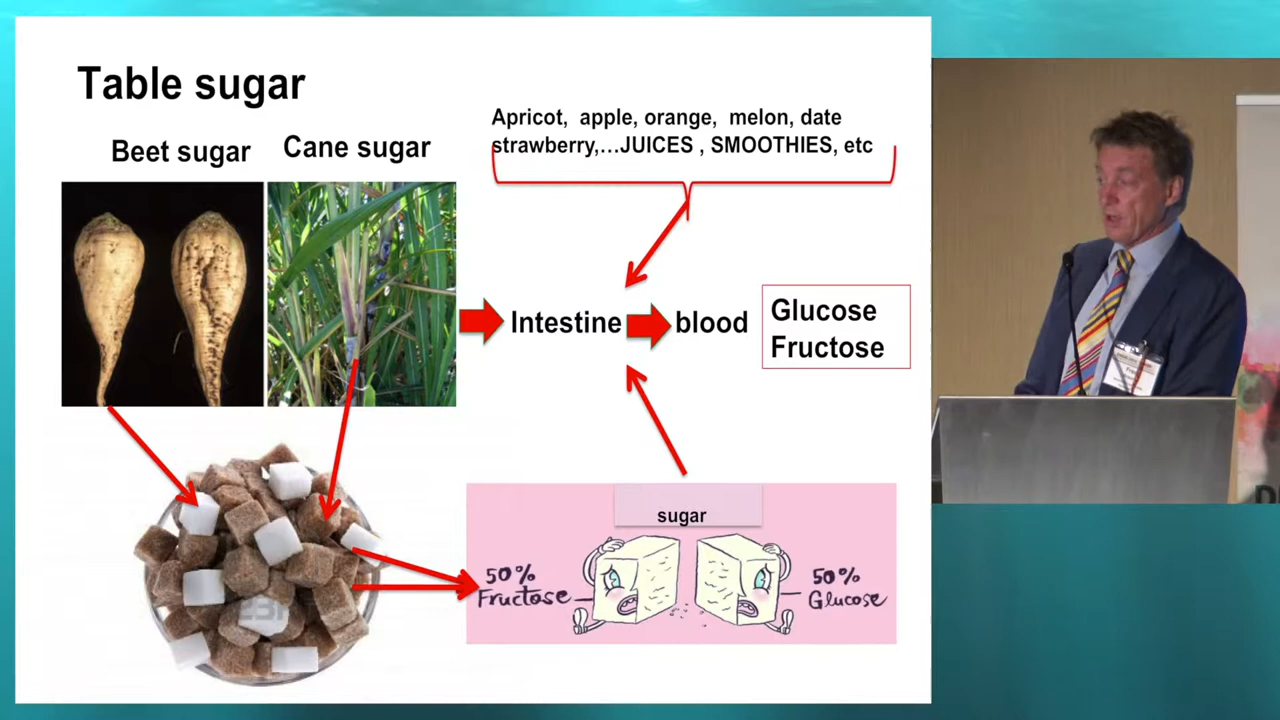 Table sugar
Beet sugar
Cane sugar
Apricot, apple, orange, melon, date
strawberry,...JUICES , SMOOTHIES, etc
Intestine
blood
Glucose
Fructose
sugar
50%
Fructose
50%
Glucose